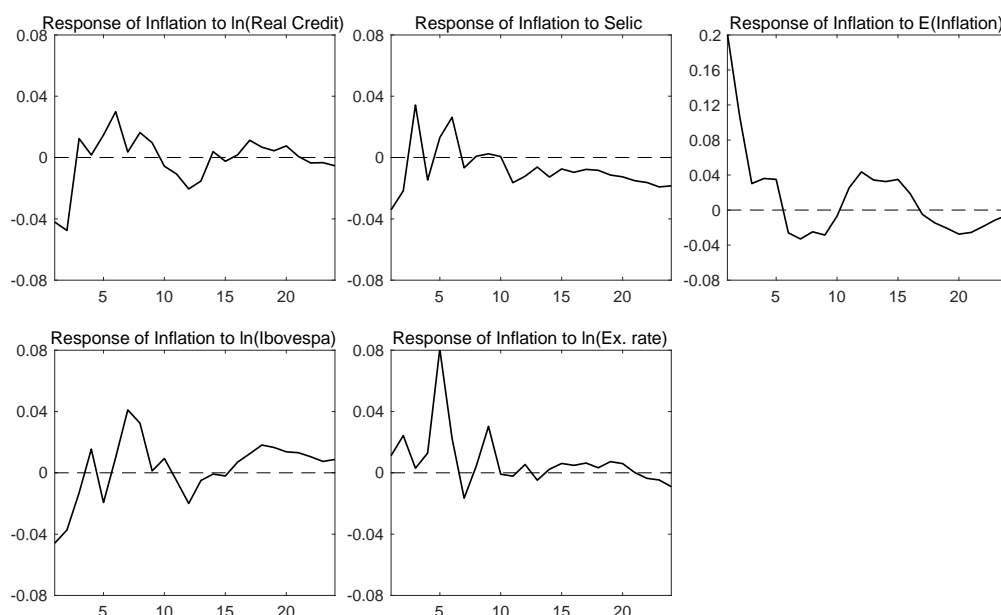 Response of Inflation to ln(Real Credit)
0.08
0.04
0
-0.04
-0.08
5 10 15 20
Response of Inflation to Selic
0.08
0.04
0
-0.04
-0.08
5 10 15 20
Response of Inflation to E(Inflation)
0.2
0.16
0.12
0.08
0.04
0
-0.04
-0.08
5 10 15 20
Response of Inflation to ln(Ibovespa)
0.08
0.04
0
-0.04
-0.08
5 10 15 20
Response of Inflation to ln(Ex. rate)
0.08
0.04
0
-0.04
-0.08
5 10 15 20